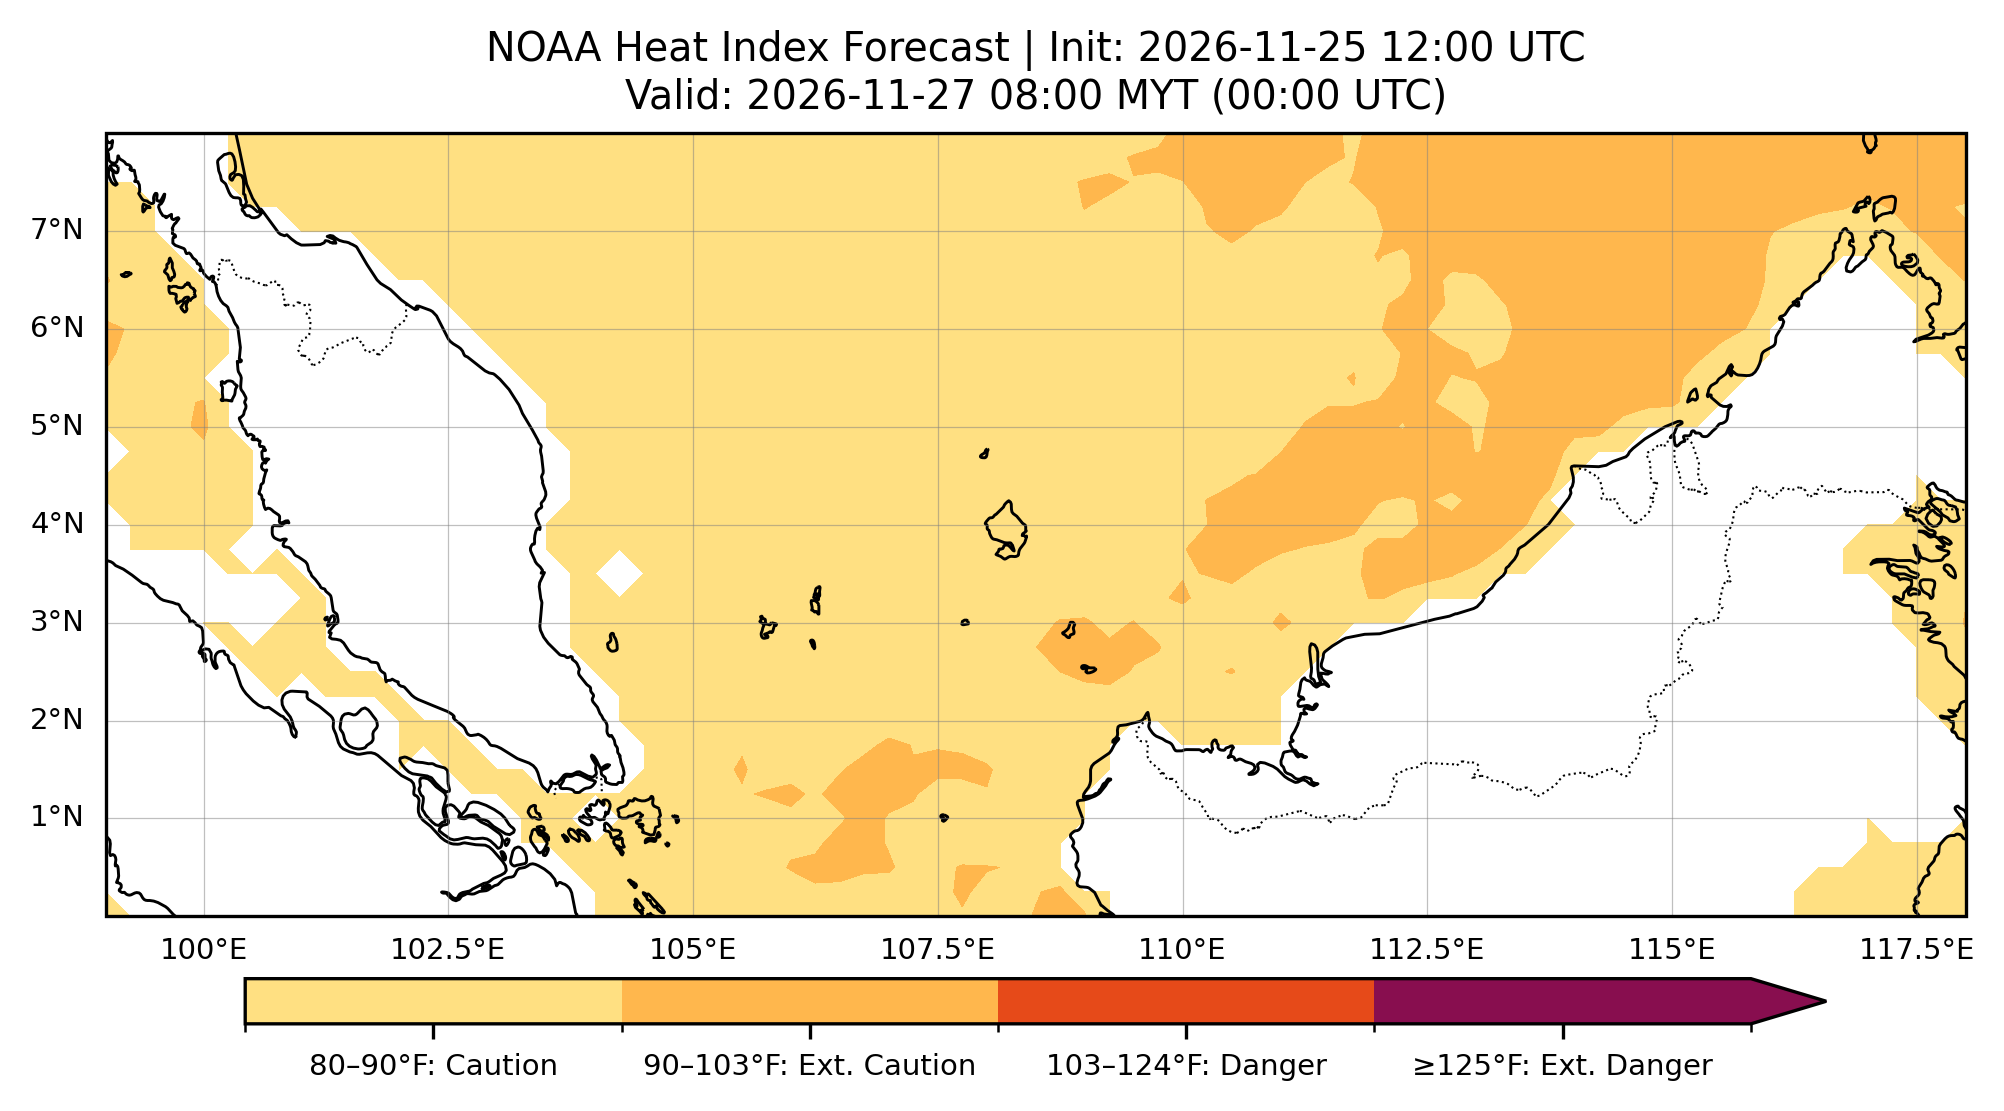 NOAA Heat Index Forecast | Init: 2026-11-25 12:00 UTC
Valid: 2026-11-27 08:00 MYT (00:00 UTC)
7°N
6°N
5°N
4°N
3°N
2°N
1°N
100°E 102.5°E 105°E 107.5°E 110°E 112.5°E 115°E 117.5°E
80–90°F: Caution 90–103°F: Ext. Caution 103–124°F: Danger ≥125°F: Ext. Danger